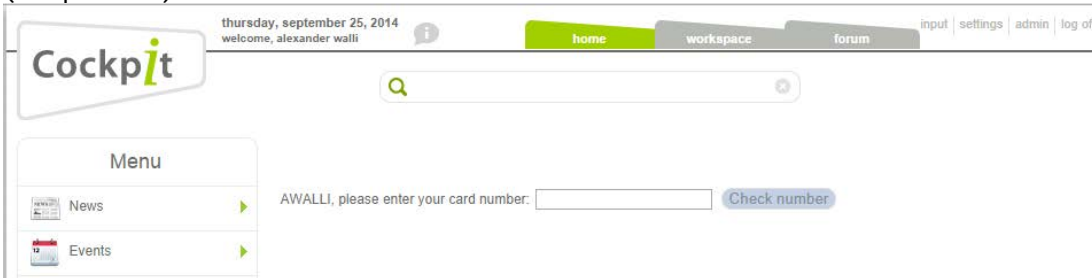 thursday, september 25, 2014
welcome, alexander walli
i
home workspace forum
input settings admin log of
Cockpit
Menu
News
12 Events
AWALLI, please enter your card number: Check number